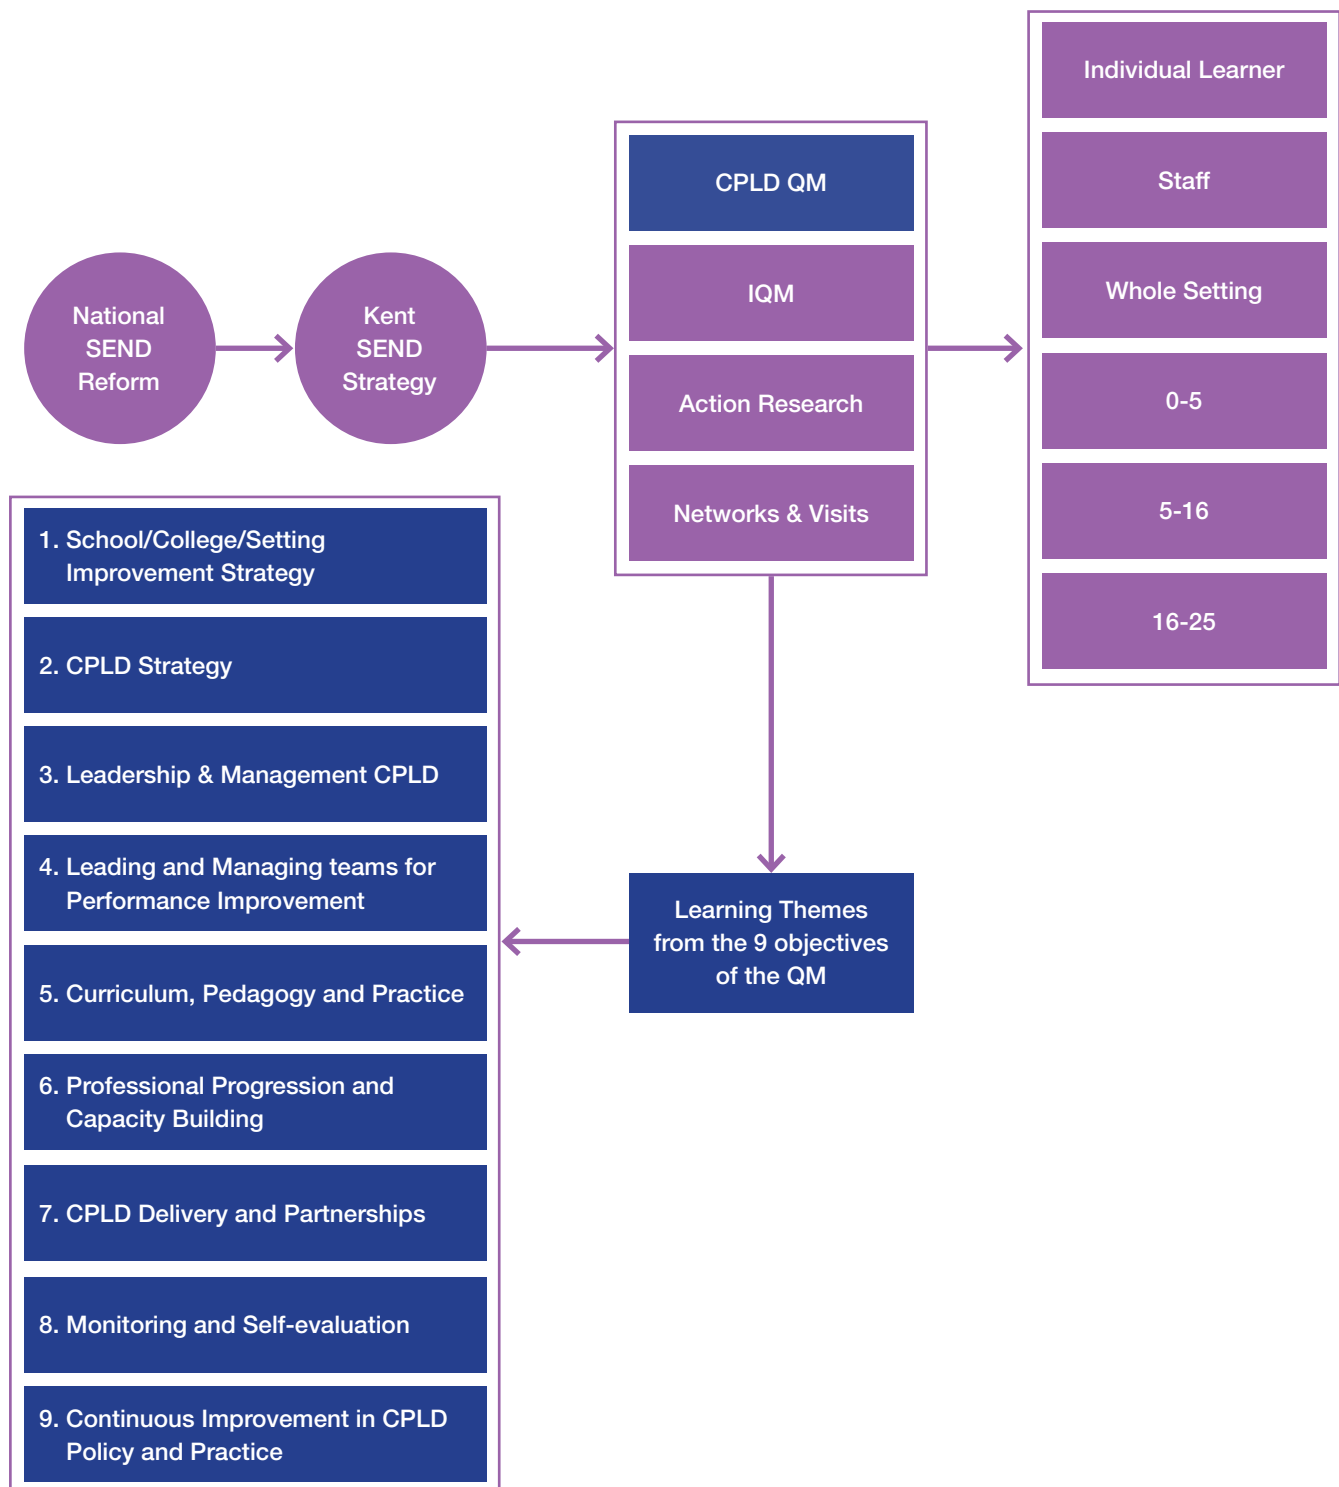 National
SEND
Reform
Kent
SEND
Strategy
CPLD QM
IQM
Action Research
Networks & Visits
Individual Learner
Staff
Whole Setting
0-5
5-16
16-25
Learning Themes
from the 9 objectives
of the QM
1. School/College/Setting
Improvement Strategy
2. CPLD Strategy
3. Leadership & Management CPLD
4. Leading and Managing teams for
Performance Improvement
5. Curriculum, Pedagogy and Practice
6. Professional Progression and
Capacity Building
7. CPLD Delivery and Partnerships
8. Monitoring and Self-evaluation
9. Continuous Improvement in CPLD
Policy and Practice